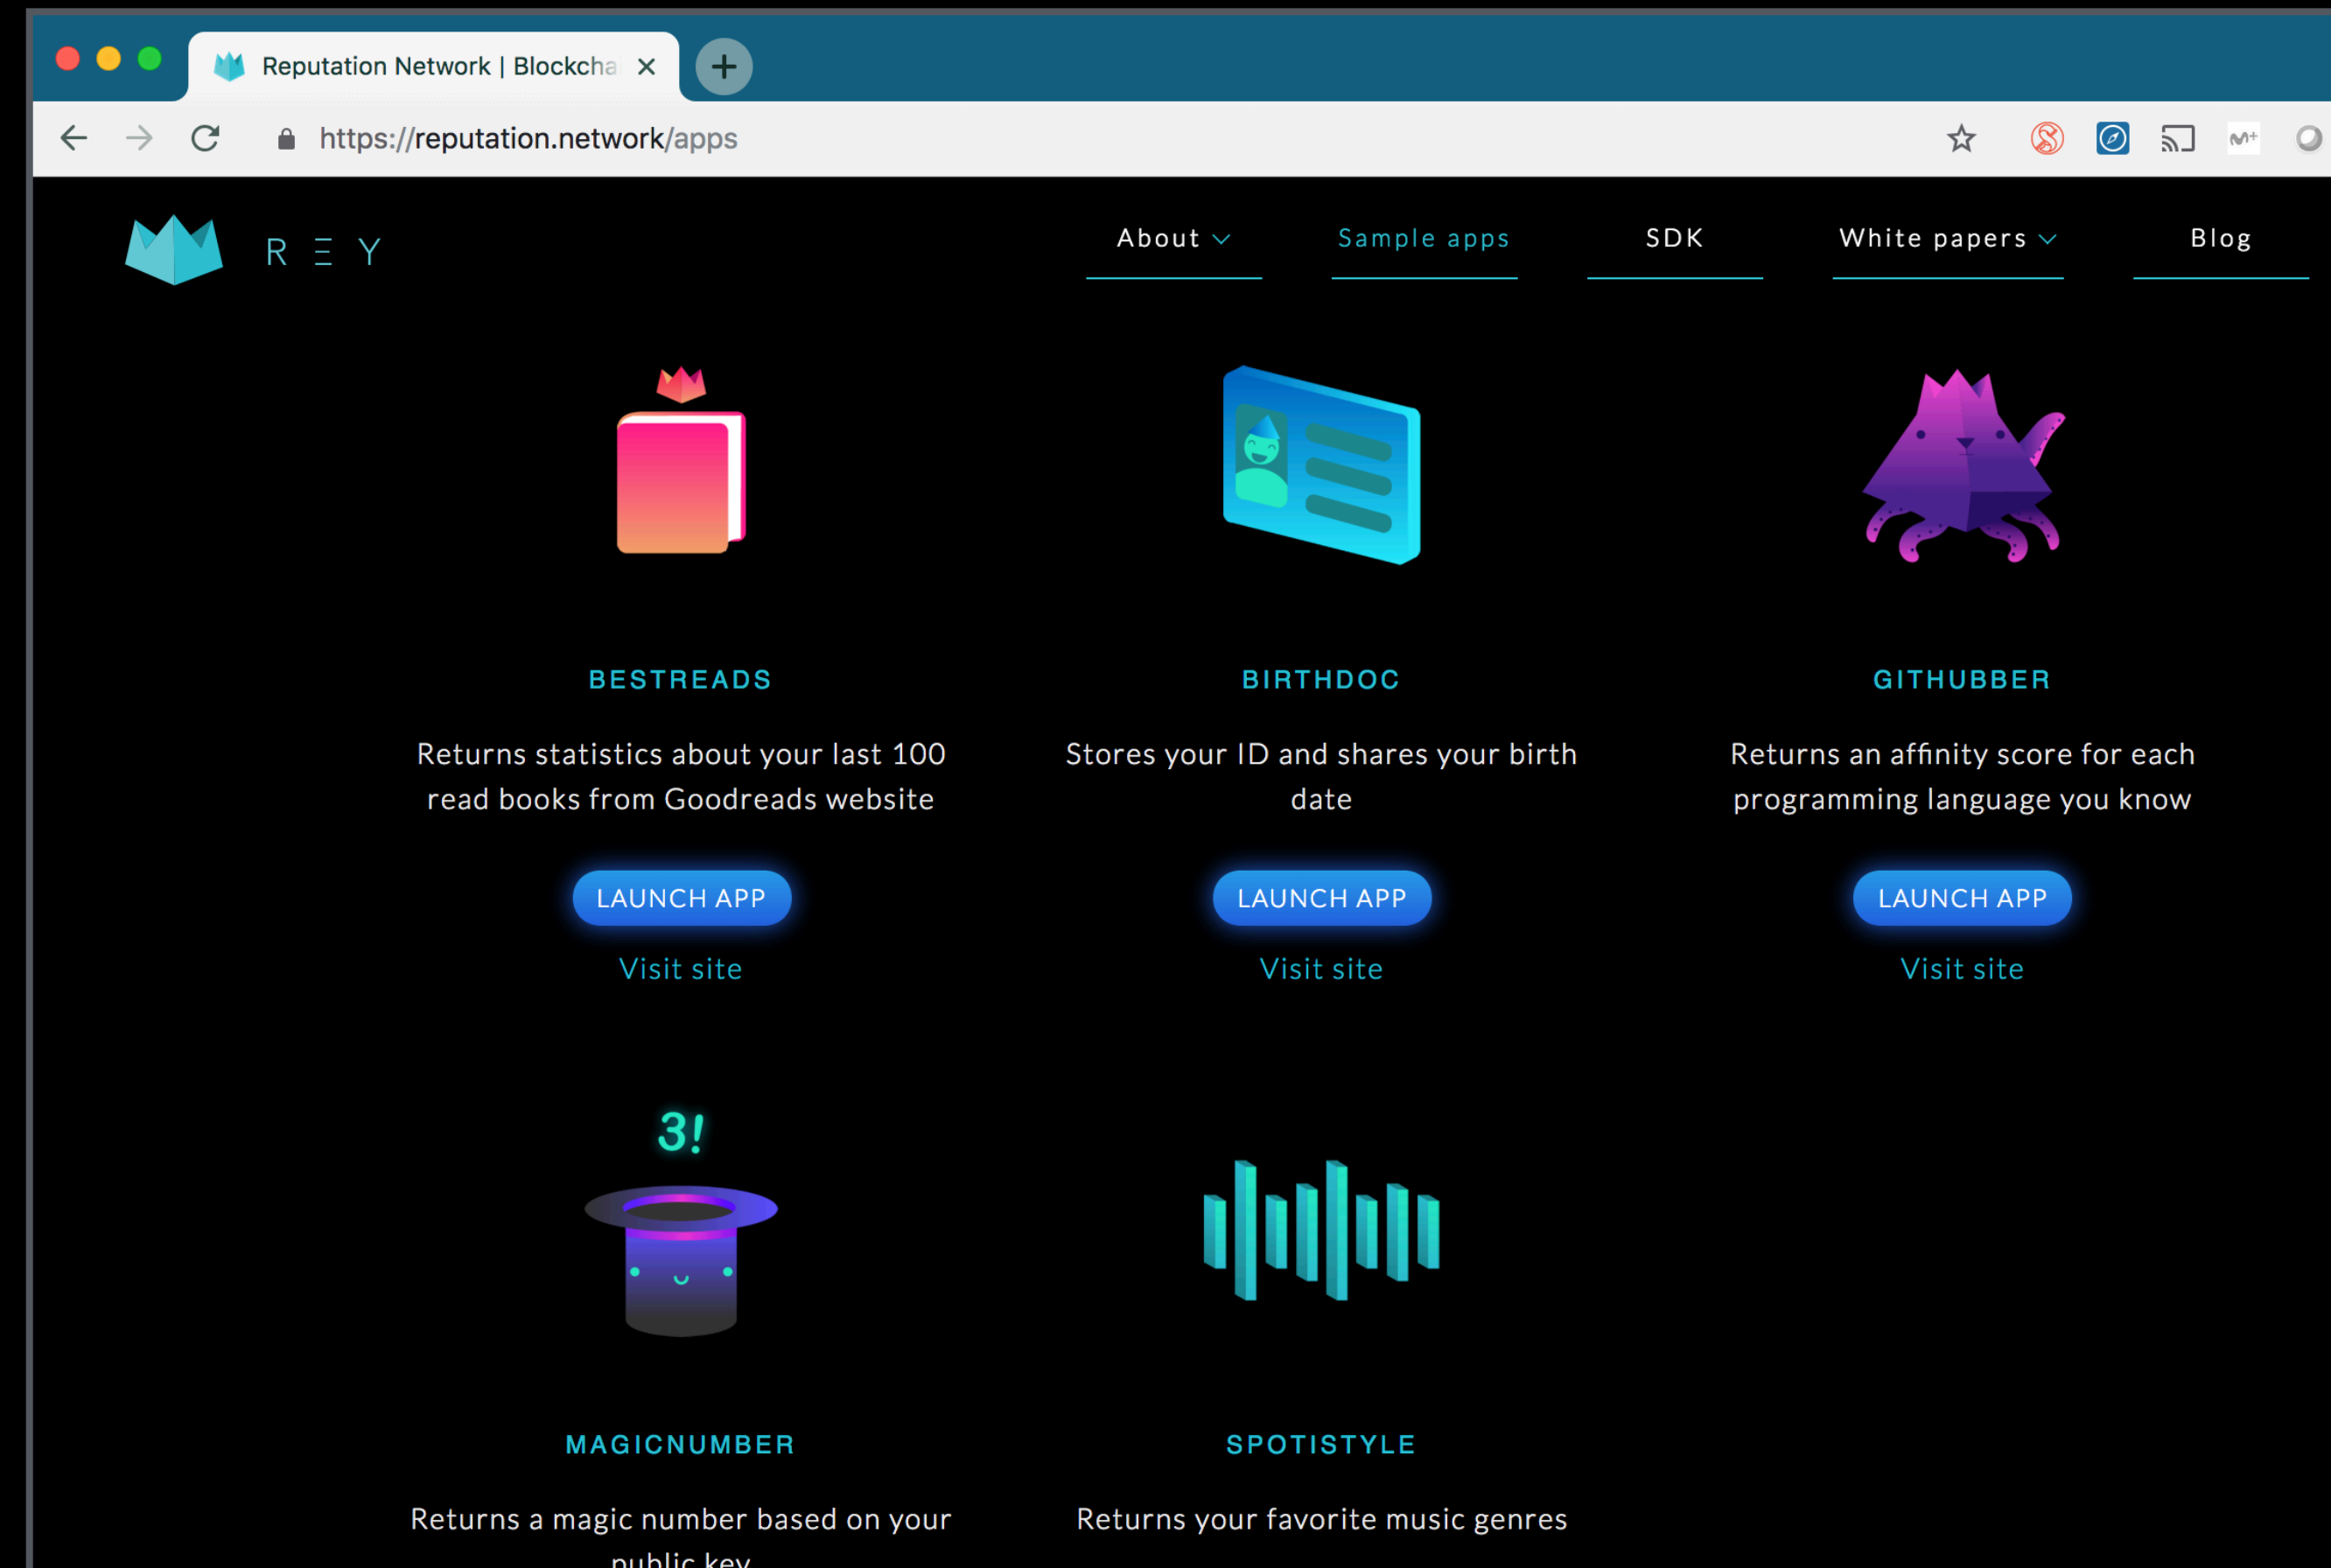 Reputation Network | Blockcha
https://reputation.network/apps
REY
About
Sample apps
SDK
White papers
Blog
BESTREADS
Returns statistics about your last 100
read books from Goodreads website
LAUNCH APP
Visit site
BIRTHDOC
Stores your ID and shares your birth
date
LAUNCH APP
Visit site
GITHUBBER
Returns an affinity score for each
programming language you know
LAUNCH APP
Visit site
3!
MAGICNUMBER
Returns a magic number based on your
public key
SPOTISTYLE
Returns your favorite music genres